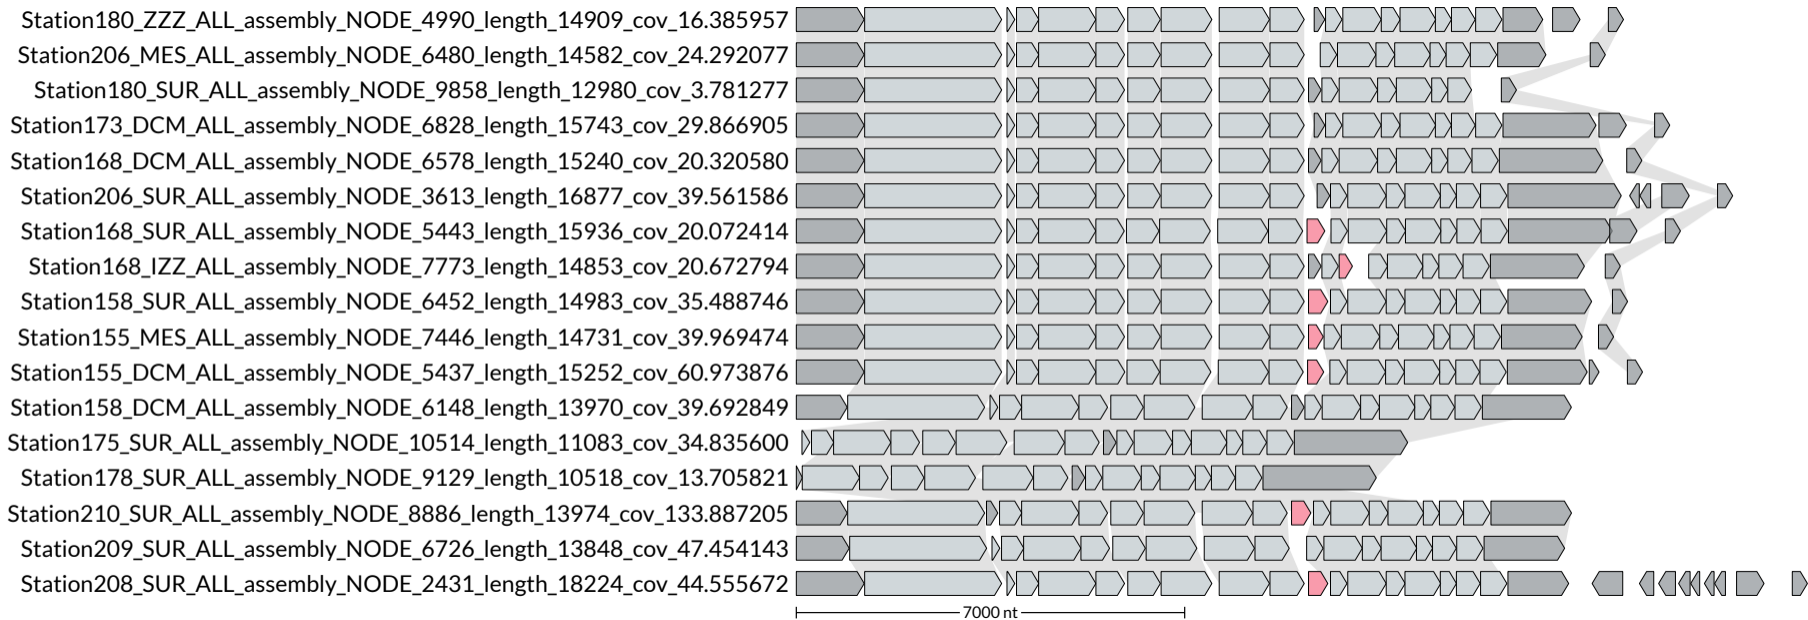 Station180_ZZZ_ALL_assembly_NODE_4990_length_14909_cov_16.385957
Station206_MES_ALL_assembly_NODE_6480_length_14582_cov_24.292077
Station180_SUR_ALL_assembly_NODE_9858_length_12980_cov_3.781277
Station173_DCM_ALL_assembly_NODE_6828_length_15743_cov_29.866905
Station168_DCM_ALL_assembly_NODE_6578_length_15240_cov_20.320580
Station206_SUR_ALL_assembly_NODE_3613_length_16877_cov_39.561586
Station168_SUR_ALL_assembly_NODE_5443_length_15936_cov_20.072414
Station168_IZZ_ALL_assembly_NODE_7773_length_14853_cov_20.672794
Station158_SUR_ALL_assembly_NODE_6452_length_14983_cov_35.488746
Station155_MES_ALL_assembly_NODE_7446_length_14731_cov_39.969474
Station155_DCM_ALL_assembly_NODE_5437_length_15252_cov_60.973876
Station158_DCM_ALL_assembly_NODE_6148_length_13970_cov_39.692849
Station175_SUR_ALL_assembly_NODE_10514_length_11083_cov_34.835600
Station178_SUR_ALL_assembly_NODE_9129_length_10518_cov_13.705821
Station210_SUR_ALL_assembly_NODE_8886_length_13974_cov_133.887205
Station209_SUR_ALL_assembly_NODE_6726_length_13848_cov_47.454143
Station208_SUR_ALL_assembly_NODE_2431_length_18224_cov_44.555672
7000 nt